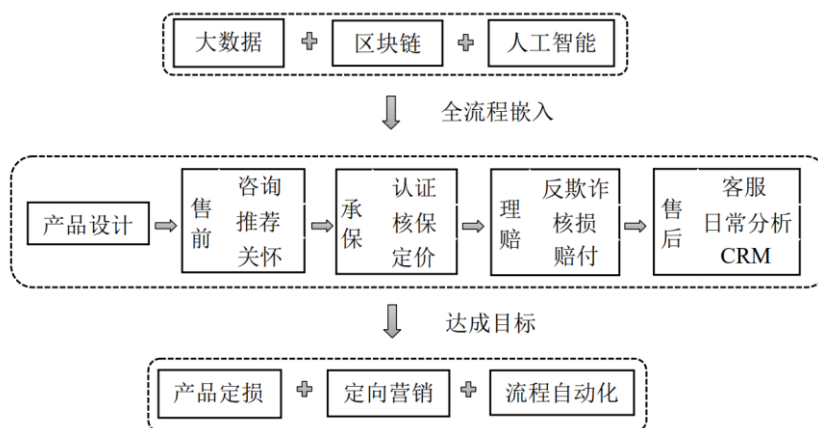 大数据
区块链
人工智能
全流程嵌入
产品设计
售前
咨询
推荐
关怀
承保
认证
核保
定价
理赔
反欺诈
核损
赔付
售后
客服
日常分析
CRM
达成目标
产品定损
定向营销
流程自动化